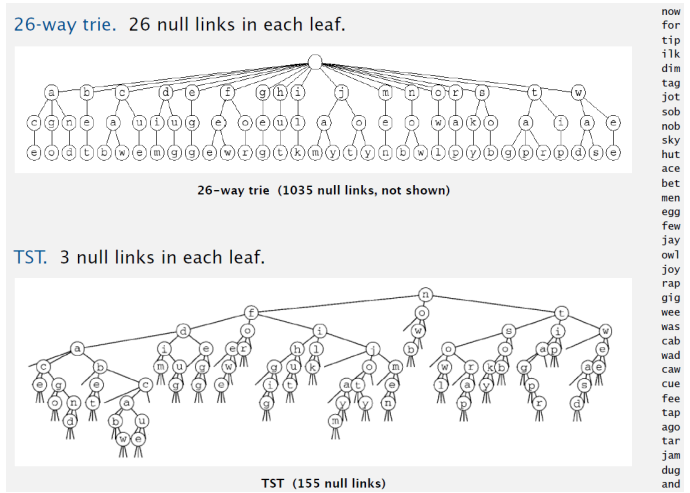 26-way trie. 26 null links in each leaf.
a b c d e f g h i j m n o r s t w
c g n e a u i u g e o e u l a o e o w a k o a i a e
e o d t b w e m g g e w r g t k m y t y n b w l p y b g p r p d s e
26-way trie (1035 null links, not shown)
TST. 3 null links in each leaf.
n
f o t
d o i w s i w
a i e e r h l j b o o a p e
c b m u g w g u k o m w r k b g a e
e g e c g g e i t a t e l a y p s
o n t a g y y n p r d
d b u m
w e
TST (155 null links)
now
for
tip
ilk
dim
tag
jot
sob
nob
sky
hut
ace
bet
men
egg
few
jay
owl
joy
rap
gig
wee
was
cab
wad
caw
cue
fee
tap
ago
tar
jam
dug
and